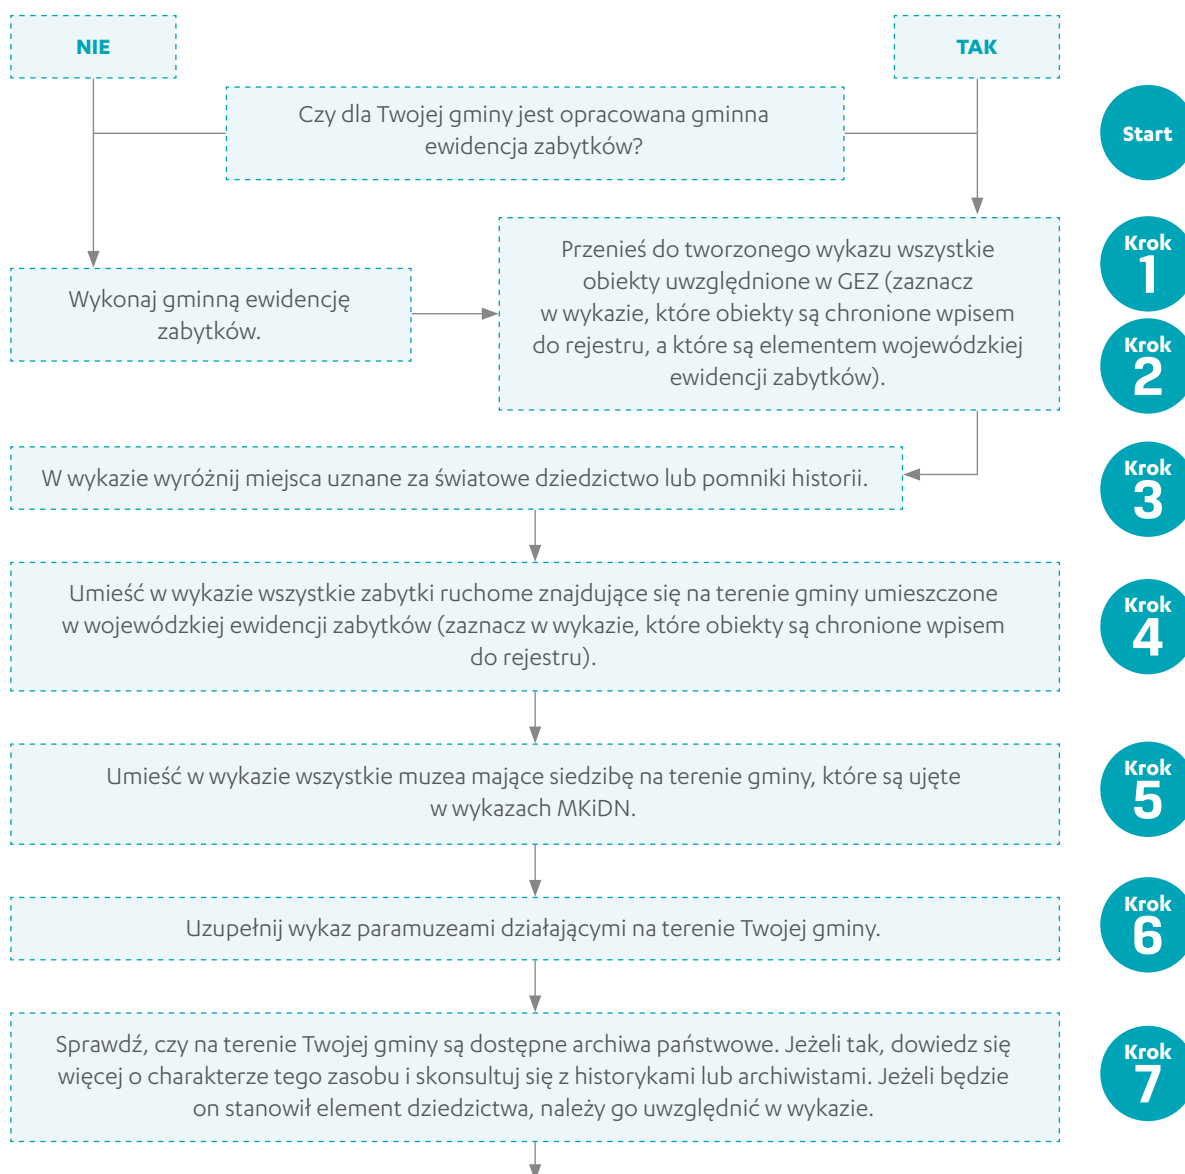 NIE
TAK
Czy dla Twojej gminy jest opracowana gminna
ewidencja zabytków?
Start
Wykonaj gminną ewidencję
zabytków.
Przenieś do tworzonego wykazu wszystkie
obiekty uwzględnione w GEZ (zaznacz
w wykazie, które obiekty są chronione wpisem
do rejestru, a które są elementem wojewódzkiej
ewidencji zabytków).
Krok
1
Krok
2
W wykazie wyróżnij miejsca uznane za światowe dziedzictwo lub pomniki historii.
Krok
3
Umieść w wykazie wszystkie zabytki ruchome znajdujące się na terenie gminy umieszczone
w wojewódzkiej ewidencji zabytków (zaznacz w wykazie, które obiekty są chronione wpisem
do rejestru).
Krok
4
Umieść w wykazie wszystkie muzea mające siedzibę na terenie gminy, które są ujęte
w wykazach MKiDN.
Krok
5
Uzupełnij wykaz paramuzeami działającymi na terenie Twojej gminy.
Krok
6
Sprawdź, czy na terenie Twojej gminy są dostępne archiwa państwowe. Jeżeli tak, dowiedz się
więcej o charakterze tego zasobu i skonsultuj się z historykami lub archiwistami. Jeżeli będzie
on stanowił element dziedzictwa, należy go uwzględnić w wykazie.
Krok
7